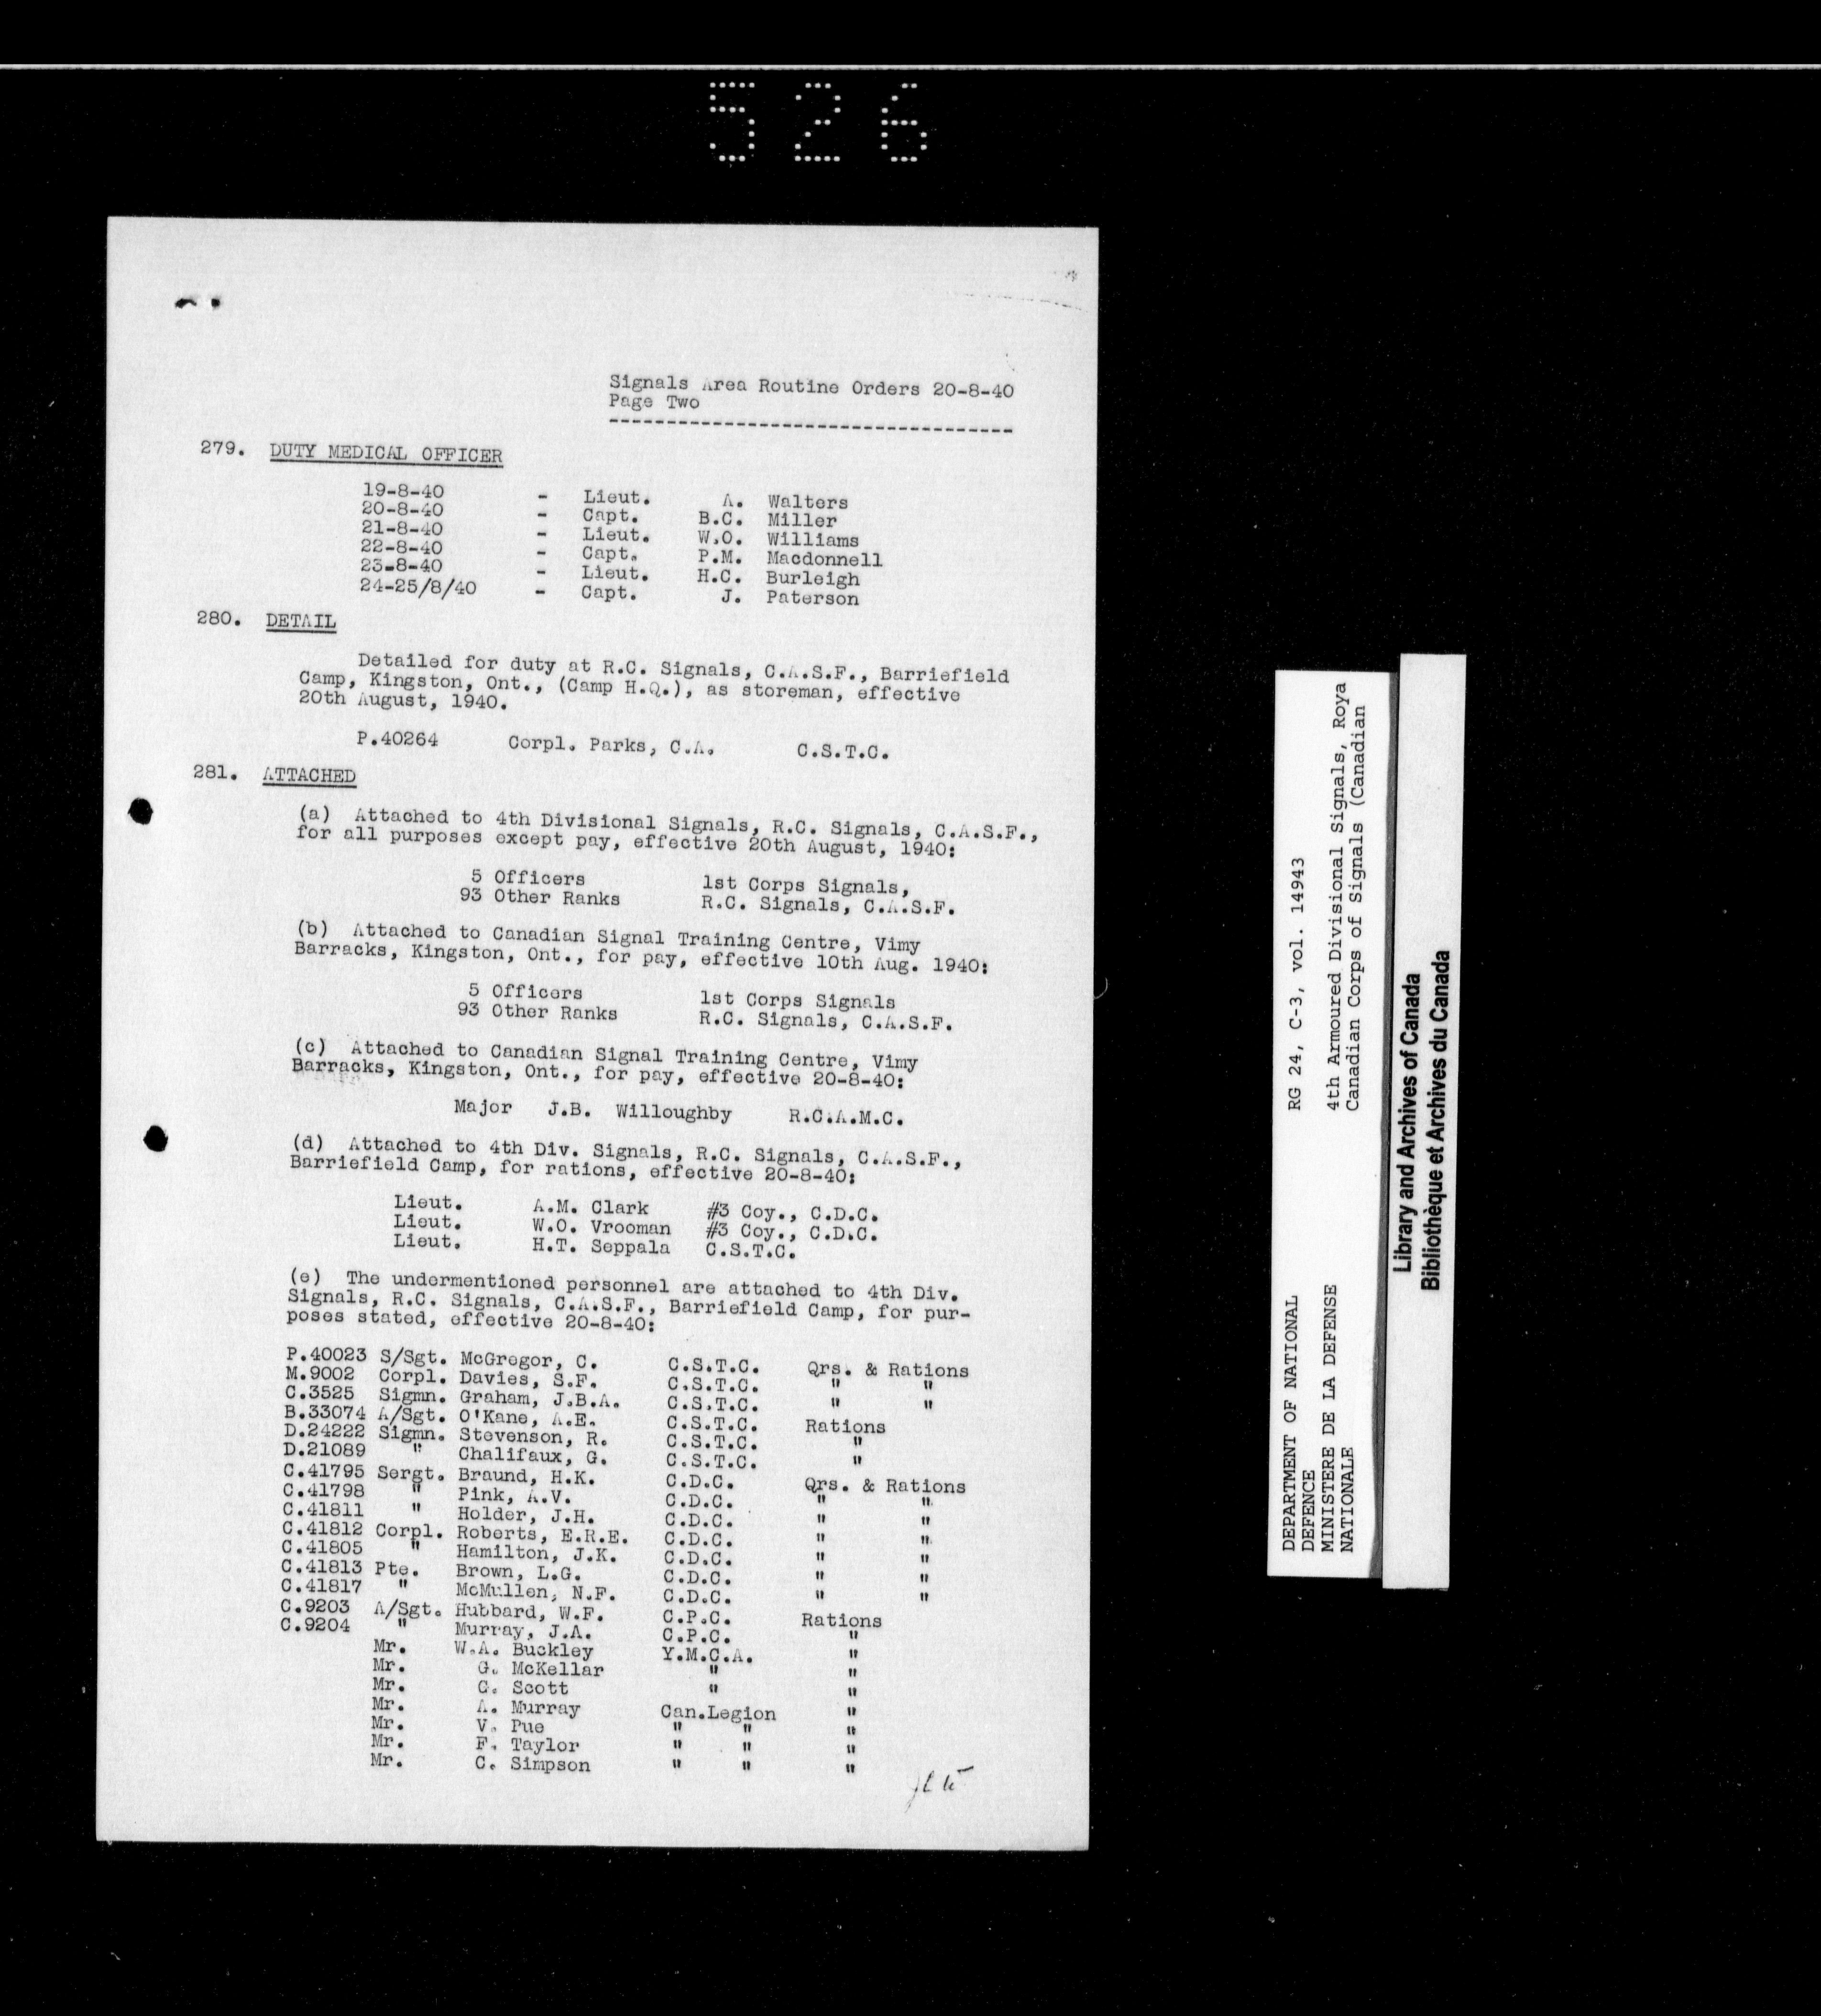 526
Signals Area Routine Orders 20-8-40
Page Two
---------------------------------
279. DUTY MEDICAL OFFICER
19-8-40 - Lieut. A. Walters
20-8-40 - Capt. B.C. Miller
21-8-40 - Lieut. W.O. Williams
22-8-40 - Capt. P.M. Macdonnell
23-8-40 - Lieut. H.C. Burleigh
24-25/8/40 - Capt. J. Paterson
280. DETAIL
Detailed for duty at R.C. Signals, C.A.S.F., Barriefield
Camp, Kingston, Ont., (Camp H.Q.), as storeman, effective
20th August, 1940.
P.40264 Corpl. Parks, C.A. C.S.T.C.
281. ATTACHED
(a) Attached to 4th Divisional Signals, R.C. Signals, C.A.S.F.,
for all purposes except pay, effective 20th August, 1940:
5 Officers 1st Corps Signals,
93 Other Ranks R.C. Signals, C.A.S.F.
(b) Attached to Canadian Signal Training Centre, Vimy
Barracks, Kingston, Ont., for pay, effective 10th Aug. 1940:
5 Officers 1st Corps Signals
93 Other Ranks R.C. Signals, C.A.S.F.
(c) Attached to Canadian Signal Training Centre, Vimy
Barracks, Kingston, Ont., for pay, effective 20-8-40:
Major J.B. Willoughby R.C.A.M.C.
(d) Attached to 4th Div. Signals, R.C. Signals, C.A.S.F.,
Barriefield Camp, for rations, effective 20-8-40:
Lieut. A.M. Clark #3 Coy., C.D.C.
Lieut. W.O. Vrooman #3 Coy., C.D.C.
Lieut. H.T. Seppala C.S.T.C.
(e) The undermentioned personnel are attached to 4th Div.
Signals, R.C. Signals, C.A.S.F., Barriefield Camp, for pur-
poses stated, effective 20-8-40:
P.40023 S/Sgt. McGregor, C. C.S.T.C. Qrs. & Rations
M.9002 Corpl. Davies, S.F. C.S.T.C. " "
C.3525 Sigmn. Graham, J.B.A. C.S.T.C. " "
B.33074 A/Sgt. O'Kane, A.E. C.S.T.C. Rations
D.24222 Sigmn. Stevenson, R. C.S.T.C. "
D.21089 " Chalifaux, G. C.S.T.C. "
C.41795 Sergt. Braund, H.K. C.D.C. Qrs. & Rations
C.41798 " Pink, A.V. C.D.C. " "
C.41811 " Holder, J.H. C.D.C. " "
C.41812 Corpl. Roberts, E.R.E. C.D.C. " "
C.41805 " Hamilton, J.K. C.D.C. " "
C.41813 Pte. Brown, L.G. C.D.C. " "
C.41817 " McMullen, N.F. C.D.C. " "
C.9203 A/Sgt. Hubbard, W.F. C.P.C. Rations
C.9204 " Murray, J.A. C.P.C. "
Mr. W.A. Buckley Y.M.C.A. "
Mr. G. McKellar " "
Mr. G. Scott " "
Mr. A. Murray Can.Legion "
Mr. V. Pue " " "
Mr. F. Taylor " " "
Mr. C. Simpson " " "
DEPARTMENT OF NATIONAL
DEFENCE
MINISTERE DE LA DEFENSE
NATIONALE
RG 24, C-3, vol. 14943
4th Armoured Divisional Signals, Roya
Canadian Corps of Signals (Canadian
Library and Archives of Canada
Bibliothèque et Archives du Canada